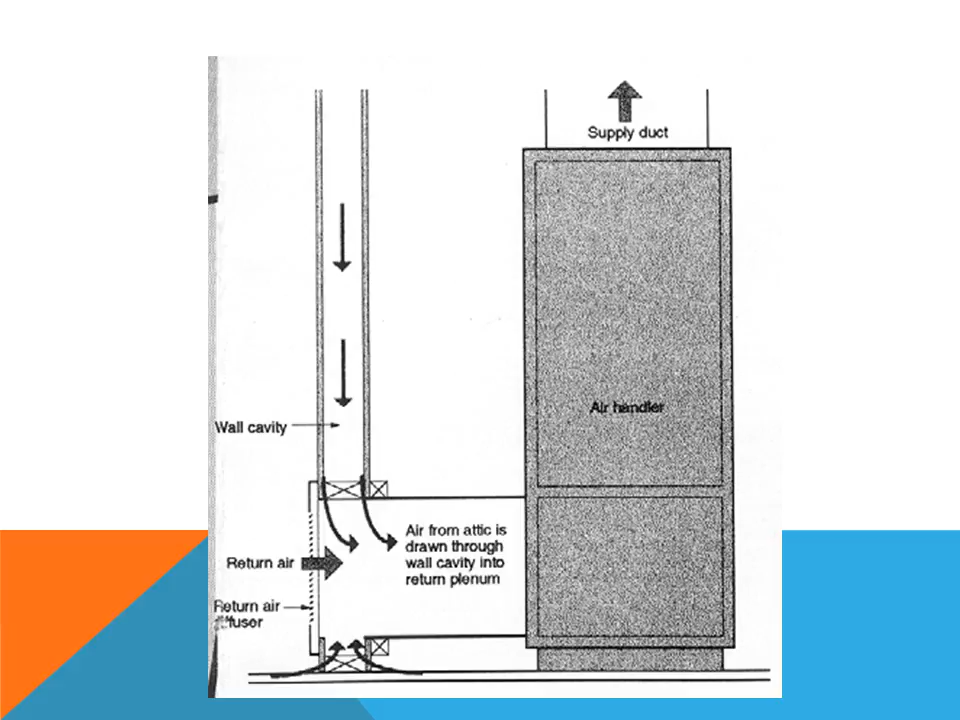 Supply duct
Air handler
Wall cavity
Air from attic is
drawn through
wall cavity into
return plenum
Return air
Return air
diffuser